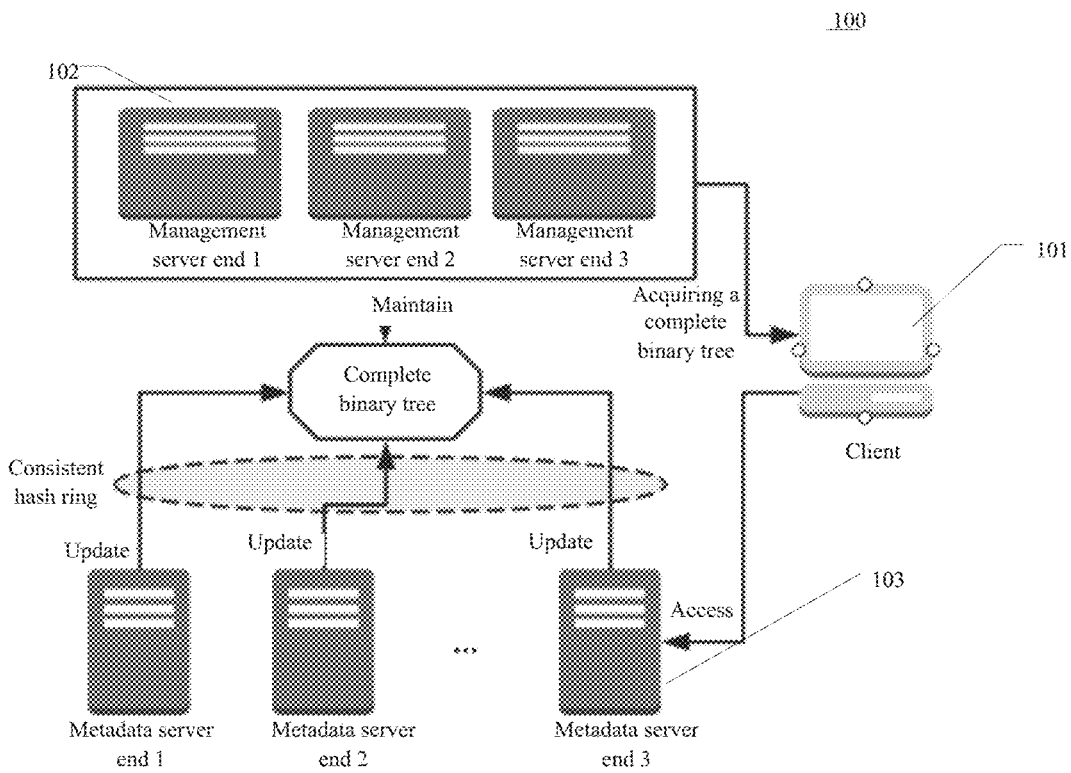 100
102
Management
server end 1
Management
server end 2
Management
server end 3
101
Maintain
Acquiring a
complete
binary tree
Complete
binary tree
Client
Consistent
hash ring
Update
Update
Update
Access
103
...
Metadata server
end 1
Metadata server
end 2
Metadata server
end 3